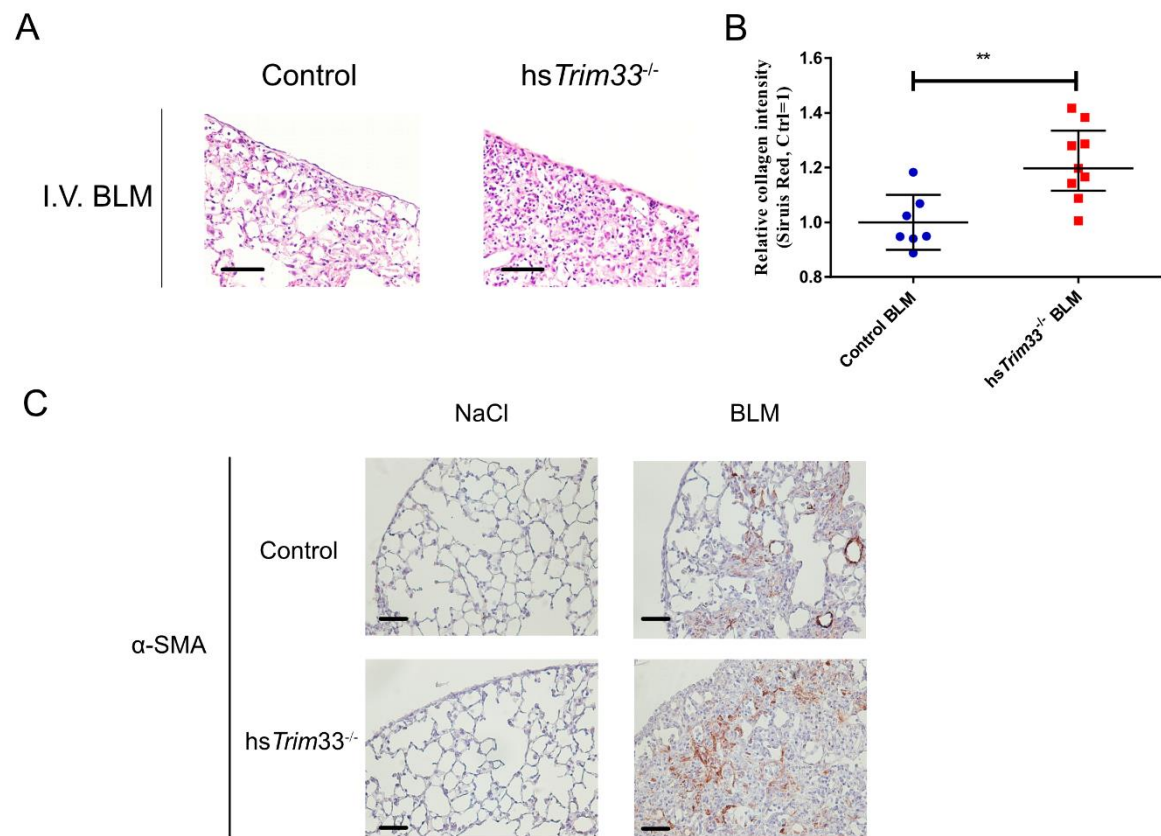 A
Control
hsTrim33-/-
I.V. BLM
B
Relative collagen intensity
(Siruis Red, Ctrl=1)
1.6
1.4
1.2
1.0
0.8
**
Control BLM
hsTrim33-/- BLM
C
NaCl
BLM
Control
α-SMA
hsTrim33-/-